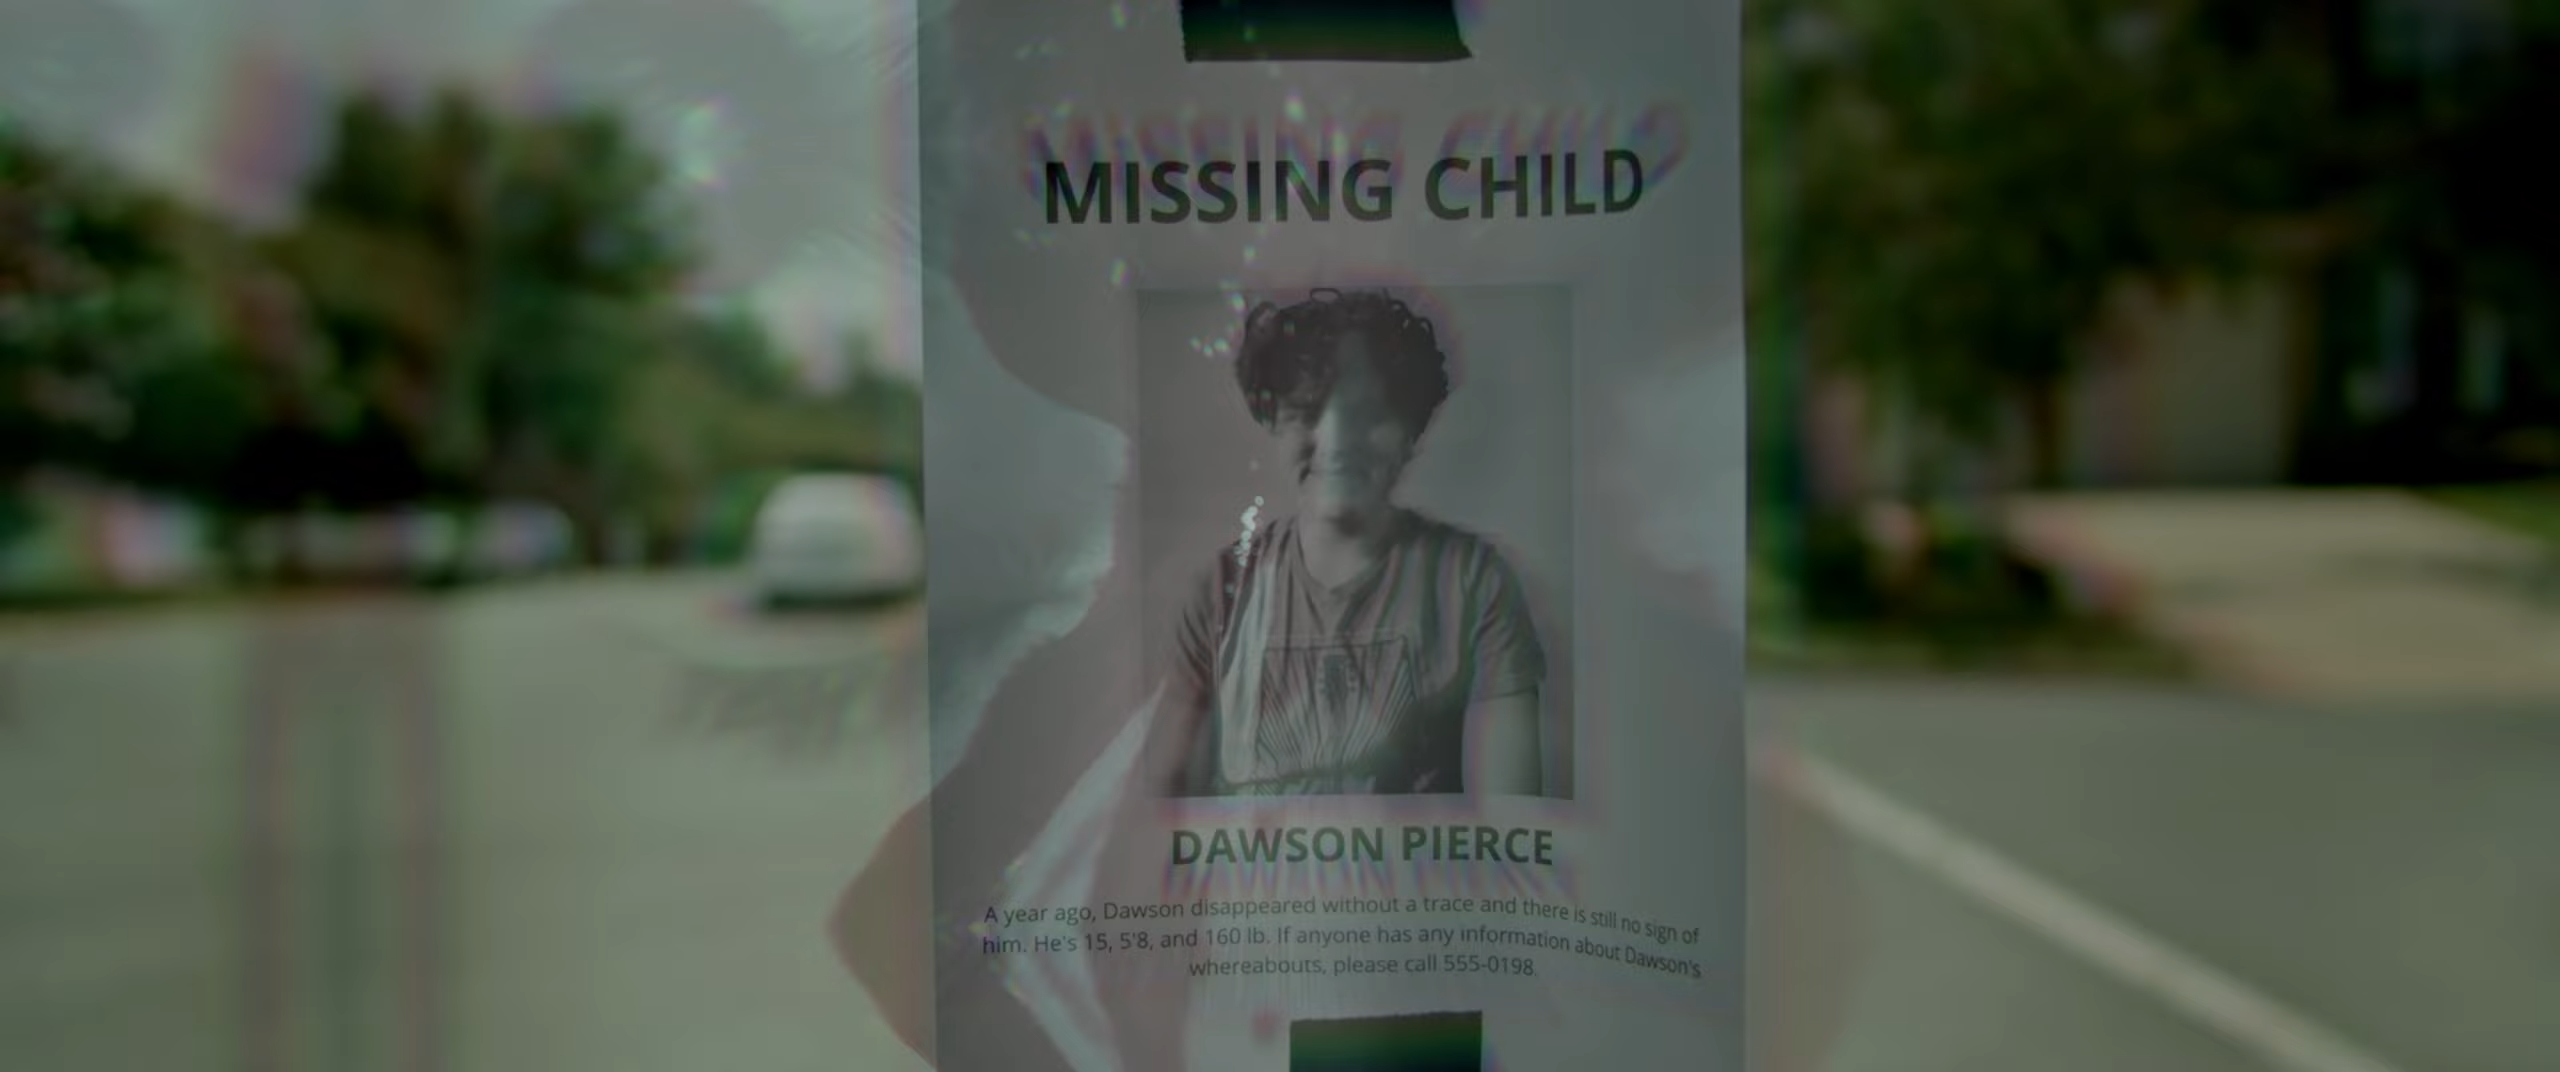 MISSING CHILD
DAWSON PIERCE
A year ago, Dawson disappeared without a trace and there is still no sign of
him. He's 15, 5'8, and 160 lb. If anyone has any information about Dawson's
whereabouts, please call 555-0198.